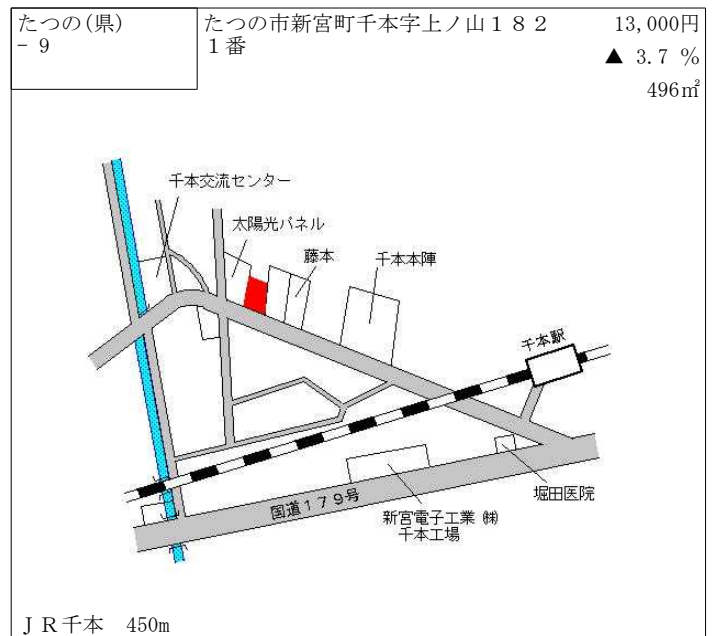 たつの(県)
－ 9
たつの市新宮町千本字上ノ山１８２
１番
13,000円
▲ 3.7 %
496㎡
千本交流センター
太陽光パネル
藤本
千本本陣
千本駅
堀田医院
国道１７９号
新宮電子工業 ㈱
千本工場
ＪＲ千本 450m